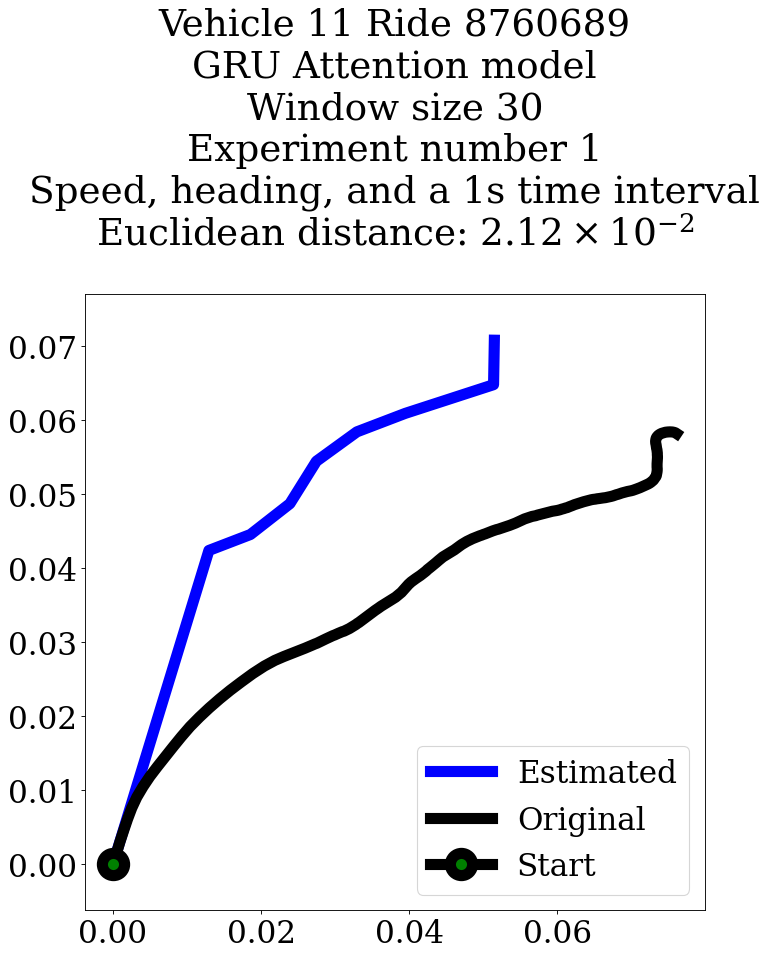 Vehicle 11 Ride 8760689
GRU Attention model
Window size 30
Experiment number 1
Speed, heading, and a 1s time interval
Euclidean distance: 2.12 × 10⁻²
0.07
0.06
0.05
0.04
0.03
0.02
0.01
0.00
Estimated
Original
Start
0.00 0.02 0.04 0.06